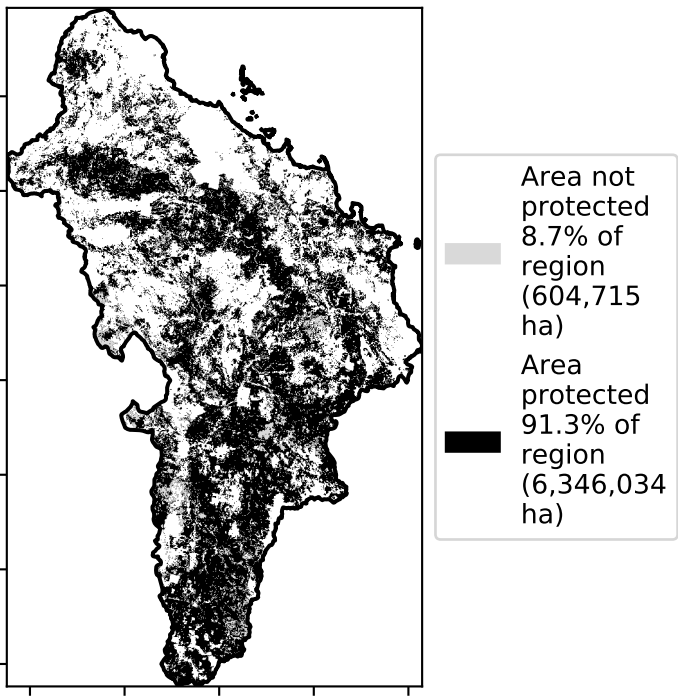 Area not
protected
8.7% of
region
(604,715
ha)
Area
protected
91.3% of
region
(6,346,034
ha)